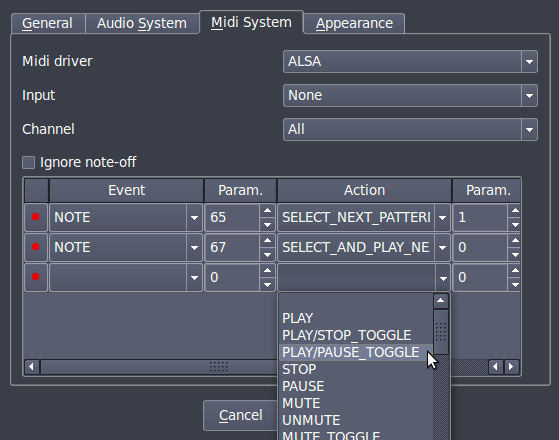 General Audio System Midi System Appearance
Midi driver ALSA
Input None
Channel All
Ignore note-off
Event Param. Action Param.
NOTE 65 SELECT_NEXT_PATTERI 1
NOTE 67 SELECT_AND_PLAY_NE 0
0 0
PLAY
PLAY/STOP_TOGGLE
PLAY/PAUSE_TOGGLE
STOP
PAUSE
MUTE
UNMUTE
MUTE_TOGGLE
Cancel